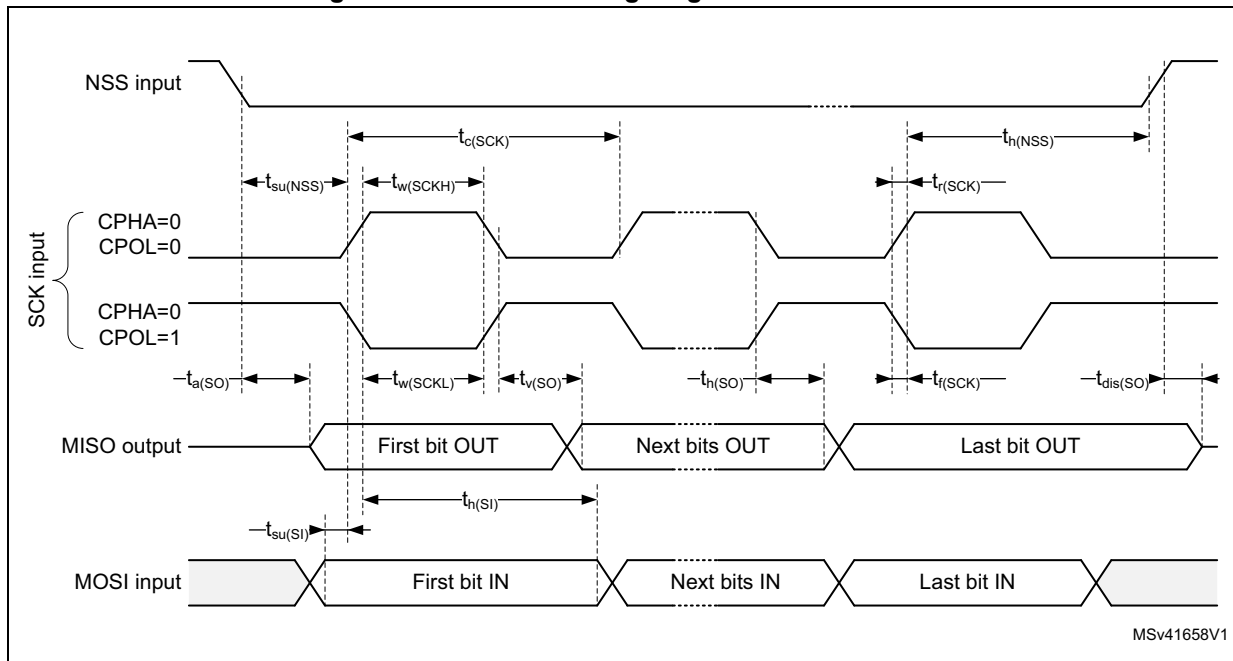 NSS input
tc(SCK)
th(NSS)
tsu(NSS)
tw(SCKH)
tr(SCK)
SCK input
CPHA=0
CPOL=0
CPHA=0
CPOL=1
ta(SO)
tw(SCKL)
tv(SO)
th(SO)
tf(SCK)
tdis(SO)
MISO output
First bit OUT
Next bits OUT
Last bit OUT
th(SI)
tsu(SI)
MOSI input
First bit IN
Next bits IN
Last bit IN
MSv41658V1